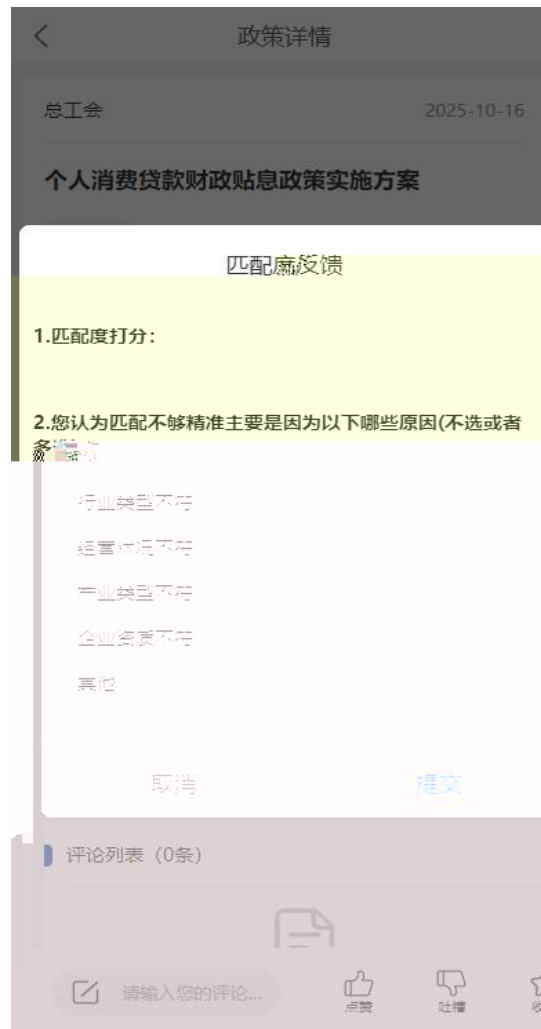 政策详情
总工会
2025-10-16
个人消费贷款财政贴息政策实施方案
匹配度反馈
1.匹配度打分:
2.您认为匹配不够精准主要是因为以下哪些原因(不选或者
多
行业类型不符
经营状况不符
产业类型不符
企业资质不符
其他
取消
提交
评论列表（0条）
请输入您的评论...
点赞
吐槽